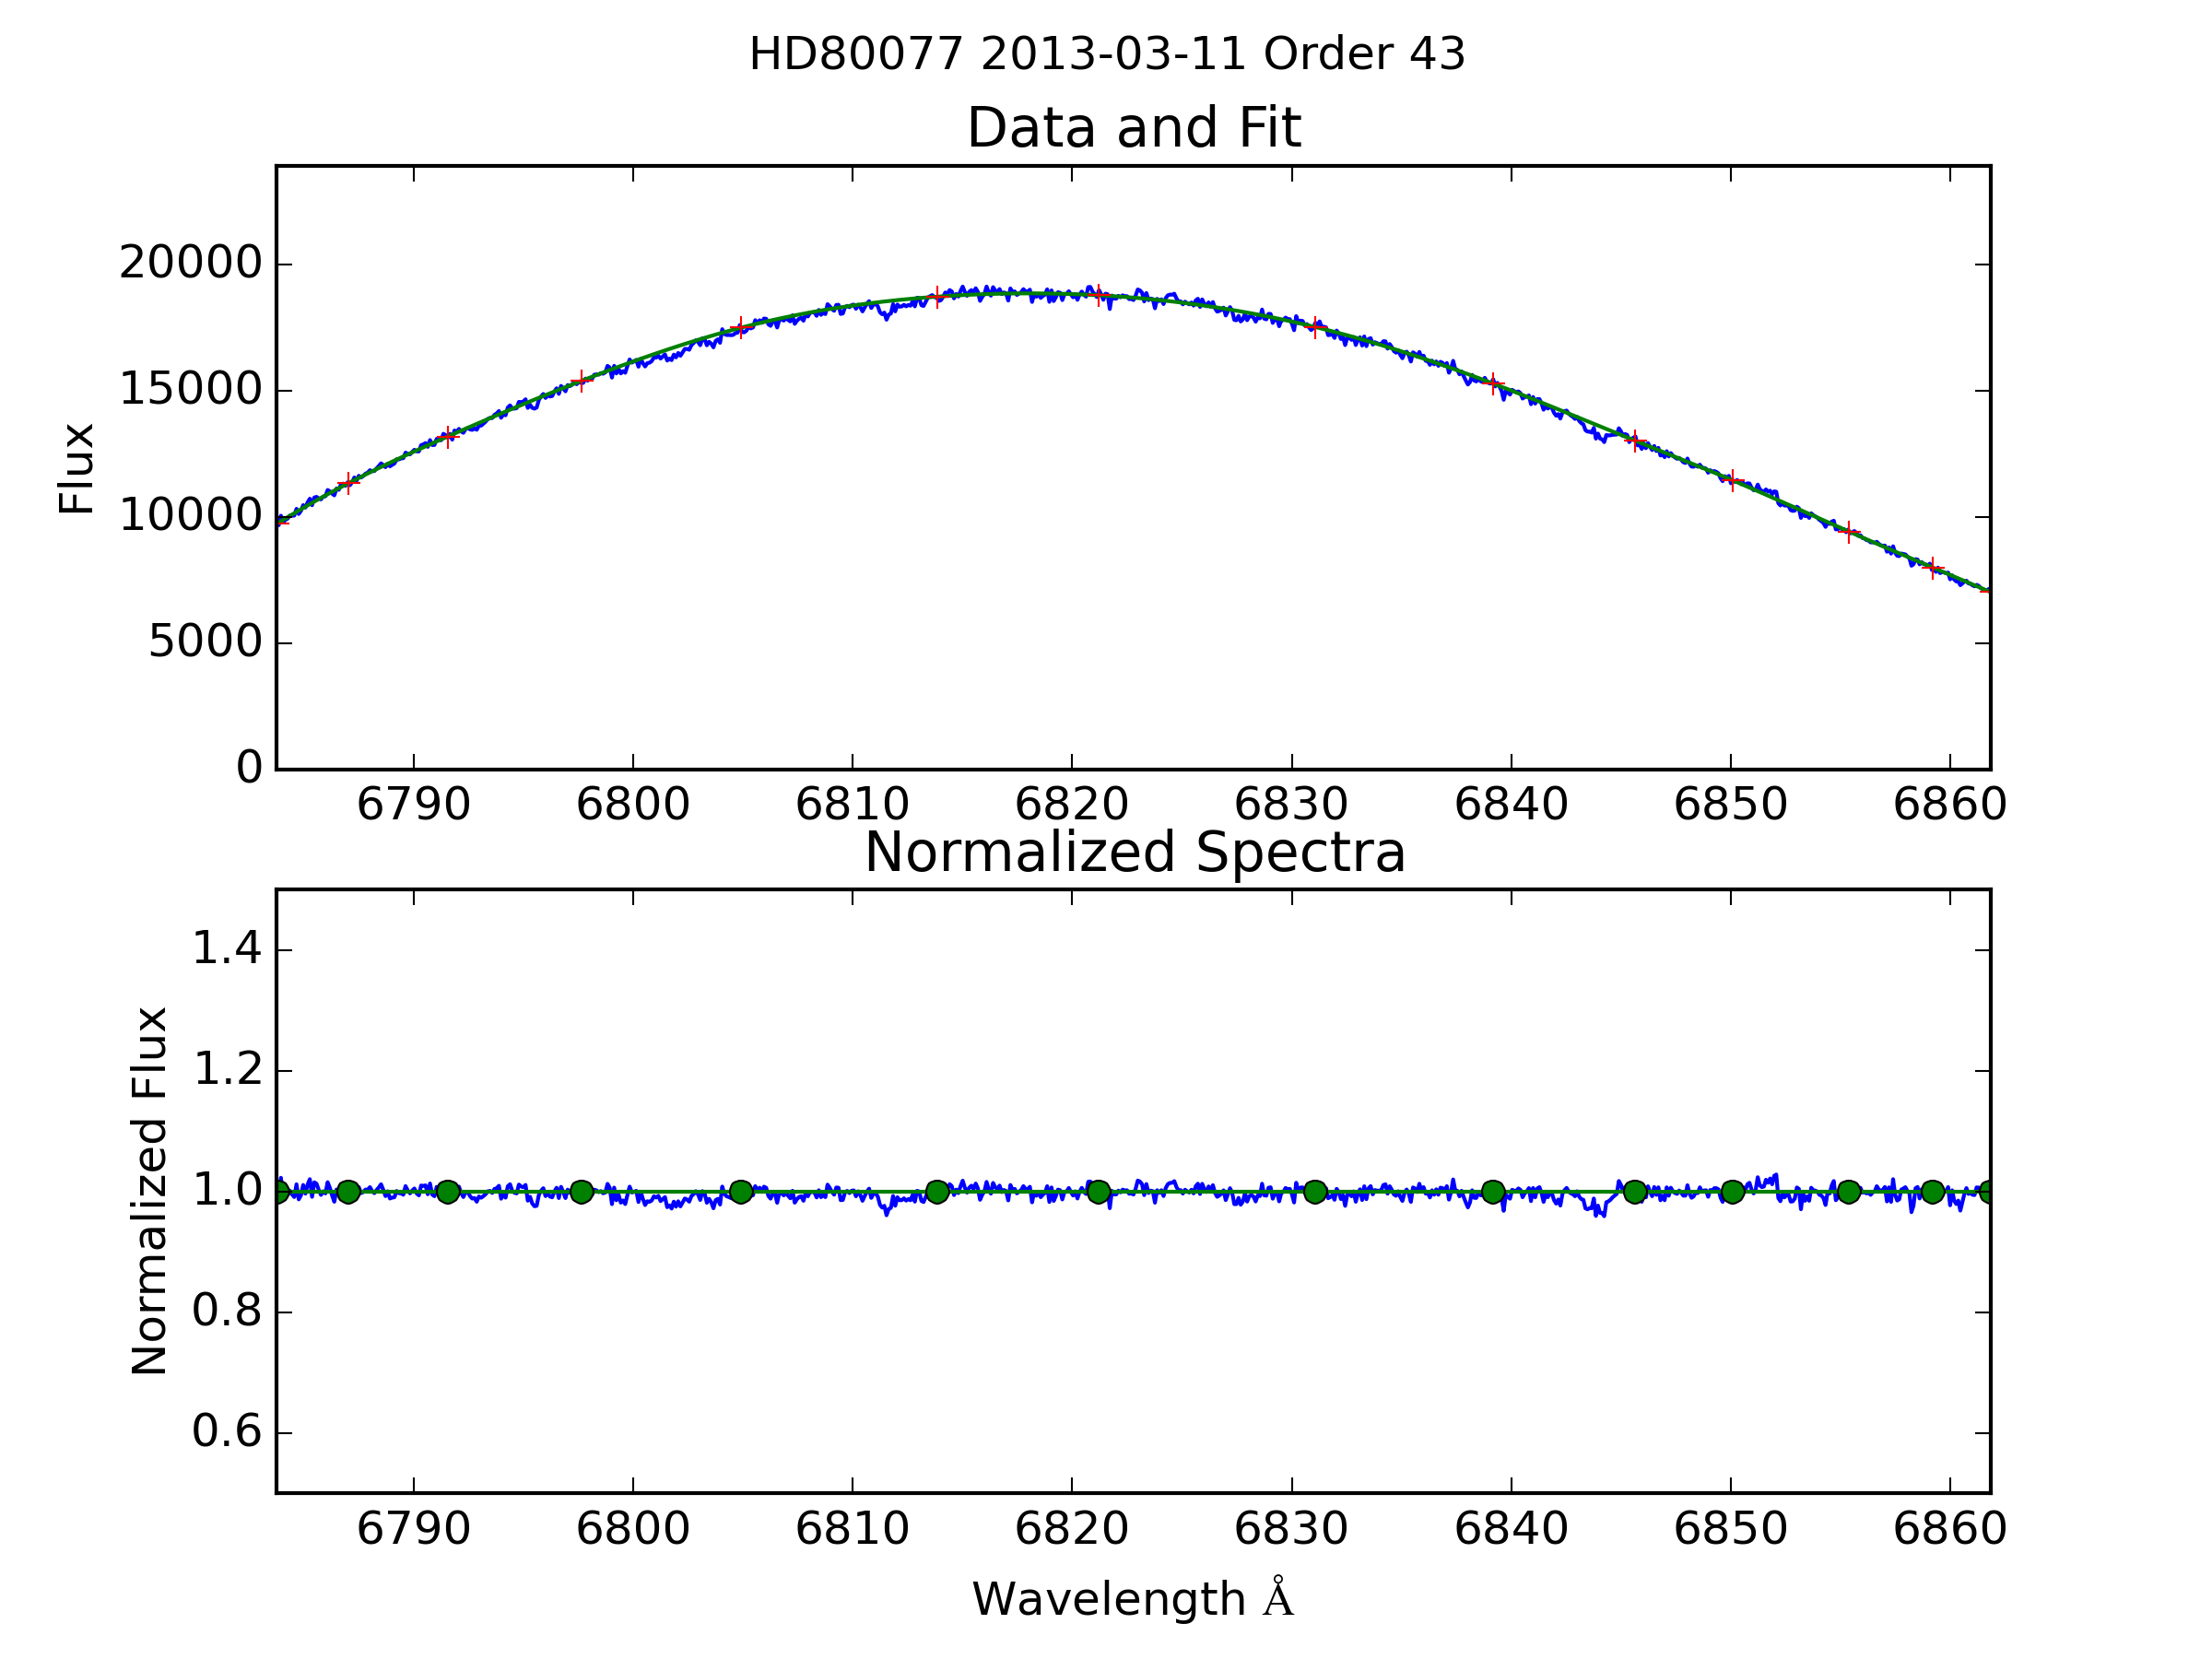 HD80077 2013-03-11 Order 43
Data and Fit
Flux
20000
15000
10000
5000
0
6790 6800 6810 6820 6830 6840 6850 6860
Normalized Spectra
Normalized Flux
1.4
1.2
1.0
0.8
0.6
6790 6800 6810 6820 6830 6840 6850 6860
Wavelength Å